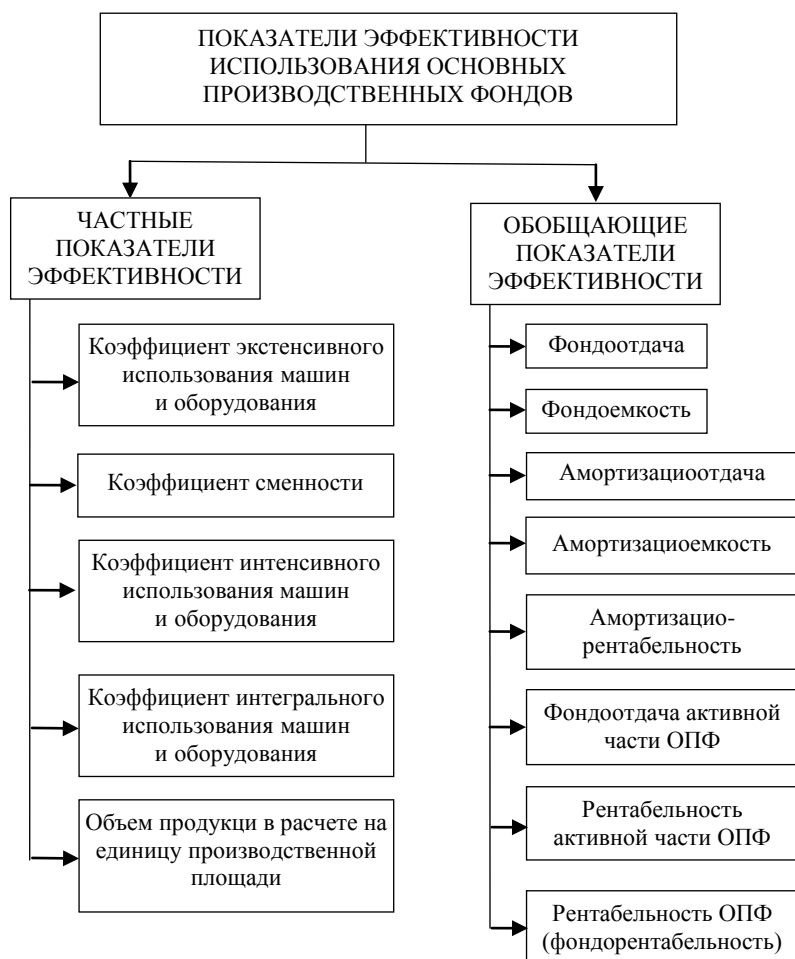 ПОКАЗАТЕЛИ ЭФФЕКТИВНОСТИ
ИСПОЛЬЗОВАНИЯ ОСНОВНЫХ
ПРОИЗВОДСТВЕННЫХ ФОНДОВ
ЧАСТНЫЕ
ПОКАЗАТЕЛИ
ЭФФЕКТИВНОСТИ
Коэффициент экстенсивного
использования машин
и оборудования
Коэффициент сменности
Коэффициент интенсивного
использования машин
и оборудования
Коэффициент интегрального
использования машин
и оборудования
Объем продукци в расчете на
единицу производственной
площади
ОБОБЩАЮЩИЕ
ПОКАЗАТЕЛИ
ЭФФЕКТИВНОСТИ
Фондоотдача
Фондоемкость
Амортизациоотдача
Амортизациоемкость
Амортизацио-
рентабельность
Фондоотдача активной
части ОПФ
Рентабельность
активной части ОПФ
Рентабельность ОПФ
(фондорентабельность)